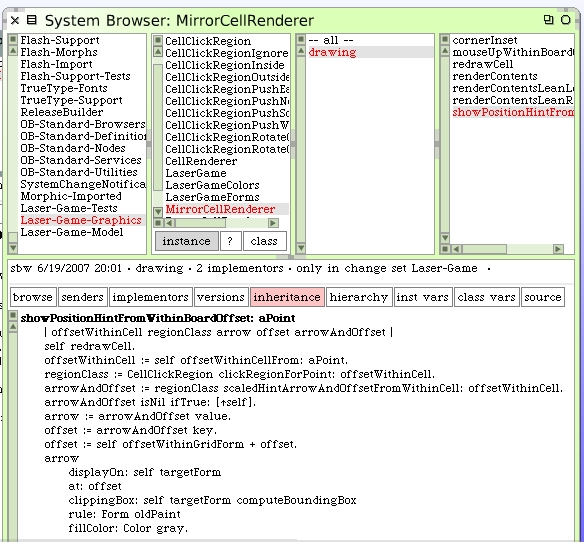 System Browser: MirrorCellRenderer
Flash-Support
Flash-Morphs
Flash-Import
Flash-Support-Tests
TrueType-Fonts
TrueType-Support
ReleaseBuilder
OB-Standard-Browsers
OB-Standard-Definition
OB-Standard-Nodes
OB-Standard-Services
OB-Standard-Utilities
SystemChangeNotifica
Morphic-Imported
Laser-Game-Tests
Laser-Game-Graphics
Laser-Game-Model
CellClickRegion
CellClickRegionIgnore
CellClickRegionInside
CellClickRegionOutside
CellClickRegionPushEa
CellClickRegionPushNo
CellClickRegionPushSo
CellClickRegionPushW
CellClickRegionRotate
CellClickRegionRotate
CellRenderer
LaserGame
LaserGameColors
LaserGameForms
MirrorCellRenderer
instance ? class
-- all --
drawing
cornerInset
mouseUpWithinBoard
redrawCell
renderContents
renderContentsLeanL
renderContentsLeanR
showPositionHintFrom
sbw 6/19/2007 20:01 · drawing · 2 implementors · only in change set Laser-Game ·
browse senders implementors versions inheritance hierarchy inst vars class vars source
showPositionHintFromWithinBoardOffset: aPoint
| offsetWithinCell regionClass arrow offset arrowAndOffset |
self redrawCell.
offsetWithinCell := self offsetWithinCellFrom: aPoint.
regionClass := CellClickRegion clickRegionForPoint: offsetWithinCell.
arrowAndOffset := regionClass scaledHintArrowAndOffsetFromWithinCell: offsetWithinCell.
arrowAndOffset isNil ifTrue: [↑self].
arrow := arrowAndOffset value.
offset := arrowAndOffset key.
offset := self offsetWithinGridForm + offset.
arrow
displayOn: self targetForm
at: offset
clippingBox: self targetForm computeBoundingBox
rule: Form oldPaint
fillColor: Color gray.